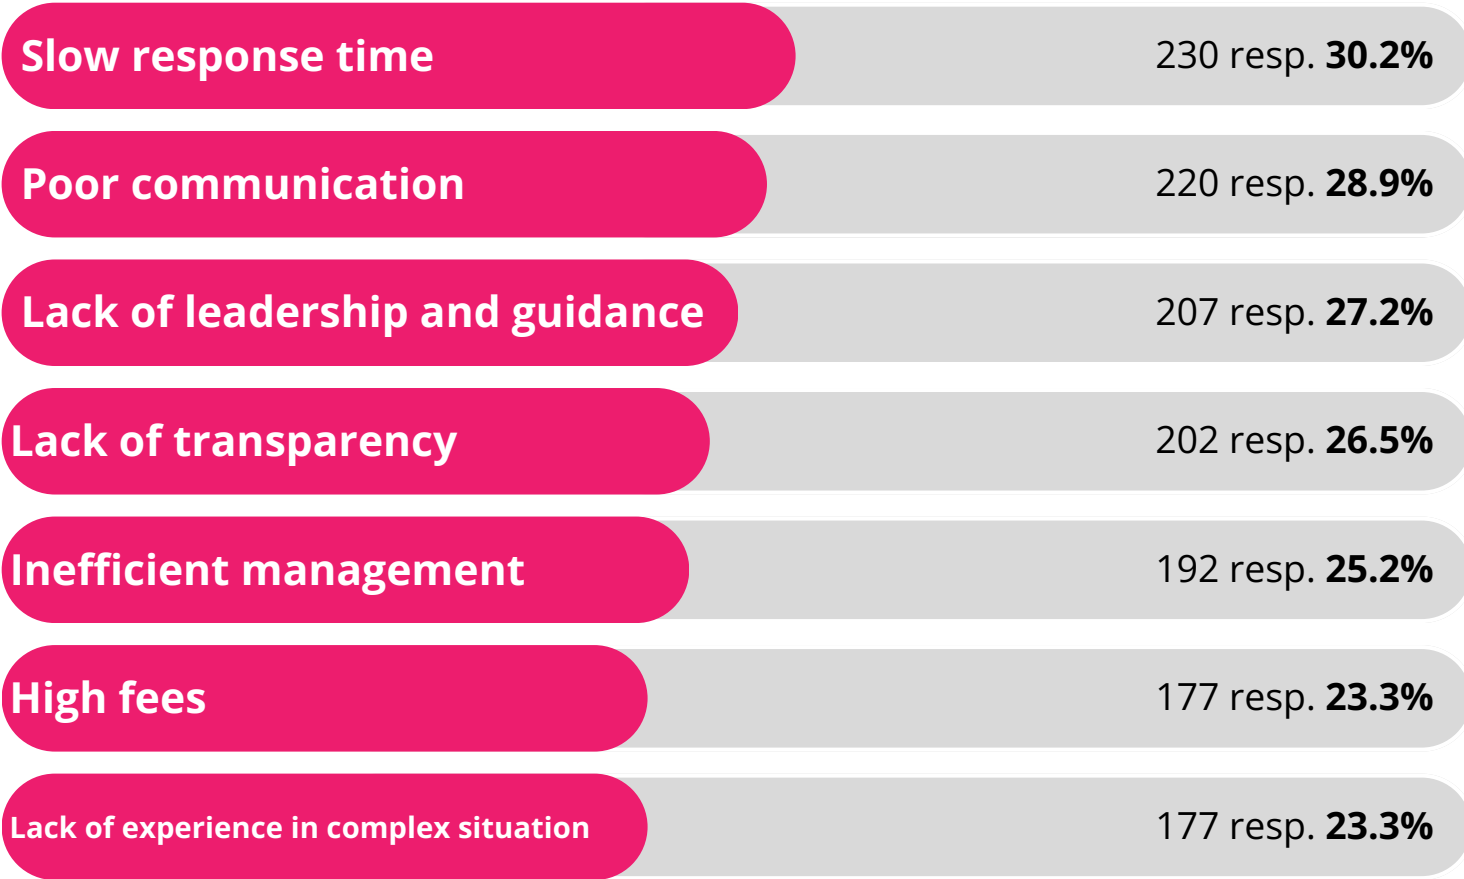 Slow response time 230 resp. 30.2%
Poor communication 220 resp. 28.9%
Lack of leadership and guidance 207 resp. 27.2%
Lack of transparency 202 resp. 26.5%
Inefficient management 192 resp. 25.2%
High fees 177 resp. 23.3%
Lack of experience in complex situation 177 resp. 23.3%